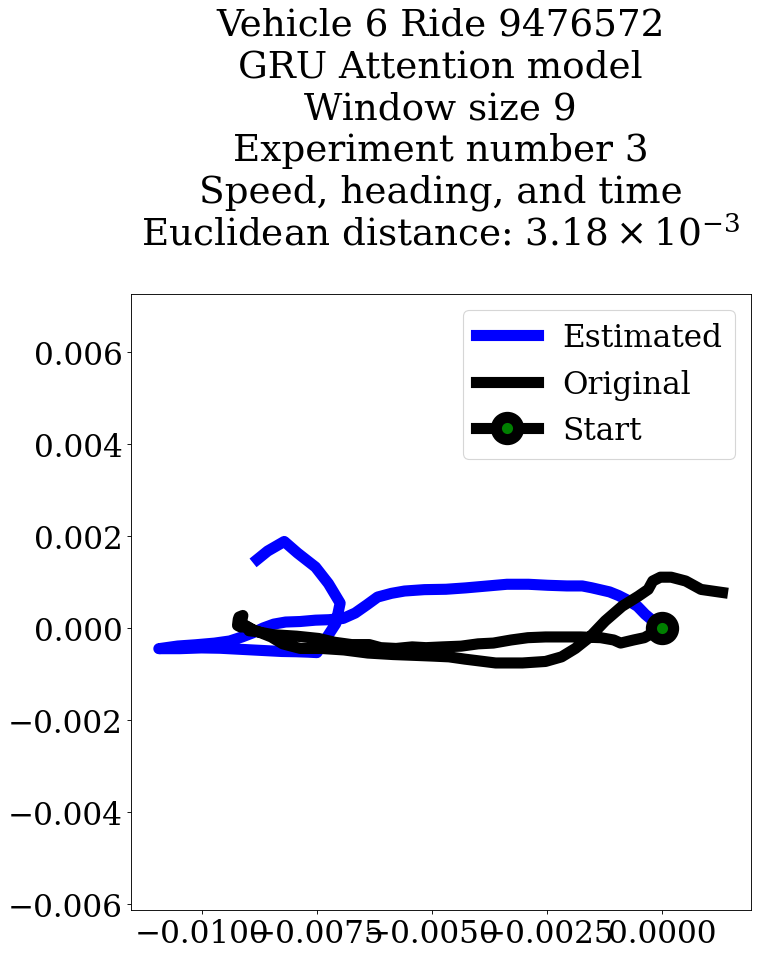 Vehicle 6 Ride 9476572
GRU Attention model
Window size 9
Experiment number 3
Speed, heading, and time
Euclidean distance: 3.18 × 10⁻³
Estimated
Original
Start
0.006
0.004
0.002
0.000
−0.002
−0.004
−0.006
−0.0100 −0.0075 −0.0050 −0.0025 0.0000